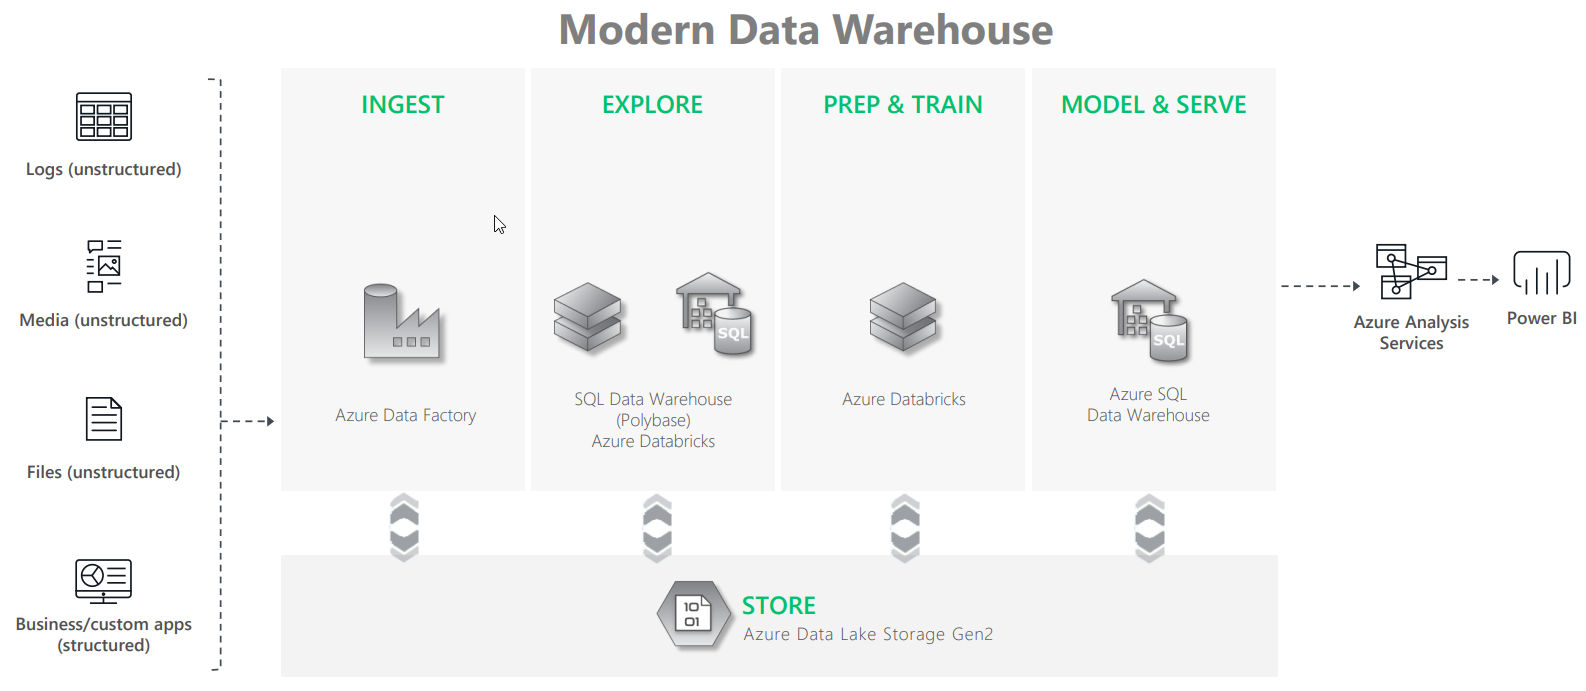 Modern Data Warehouse
Logs (unstructured)
Media (unstructured)
Files (unstructured)
Business/custom apps
(structured)
INGEST
Azure Data Factory
EXPLORE
SQL
SQL Data Warehouse
(Polybase)
Azure Databricks
PREP & TRAIN
Azure Databricks
MODEL & SERVE
SQL
Azure SQL
Data Warehouse
10
01
STORE
Azure Data Lake Storage Gen2
Azure Analysis
Services
Power BI